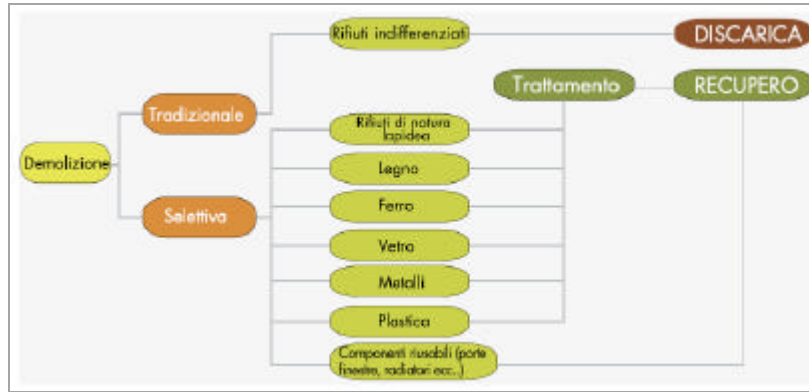 Rifiuti indifferenziati
DISCARICA
Trattamento
RECUPERO
Tradizionale
Rifiuti di natura
lapidea
Demolizione
Legno
Ferro
Selettiva
Vetro
Metalli
Plastica
Componenti riusabili (porte
finestre, radiatori ecc...)